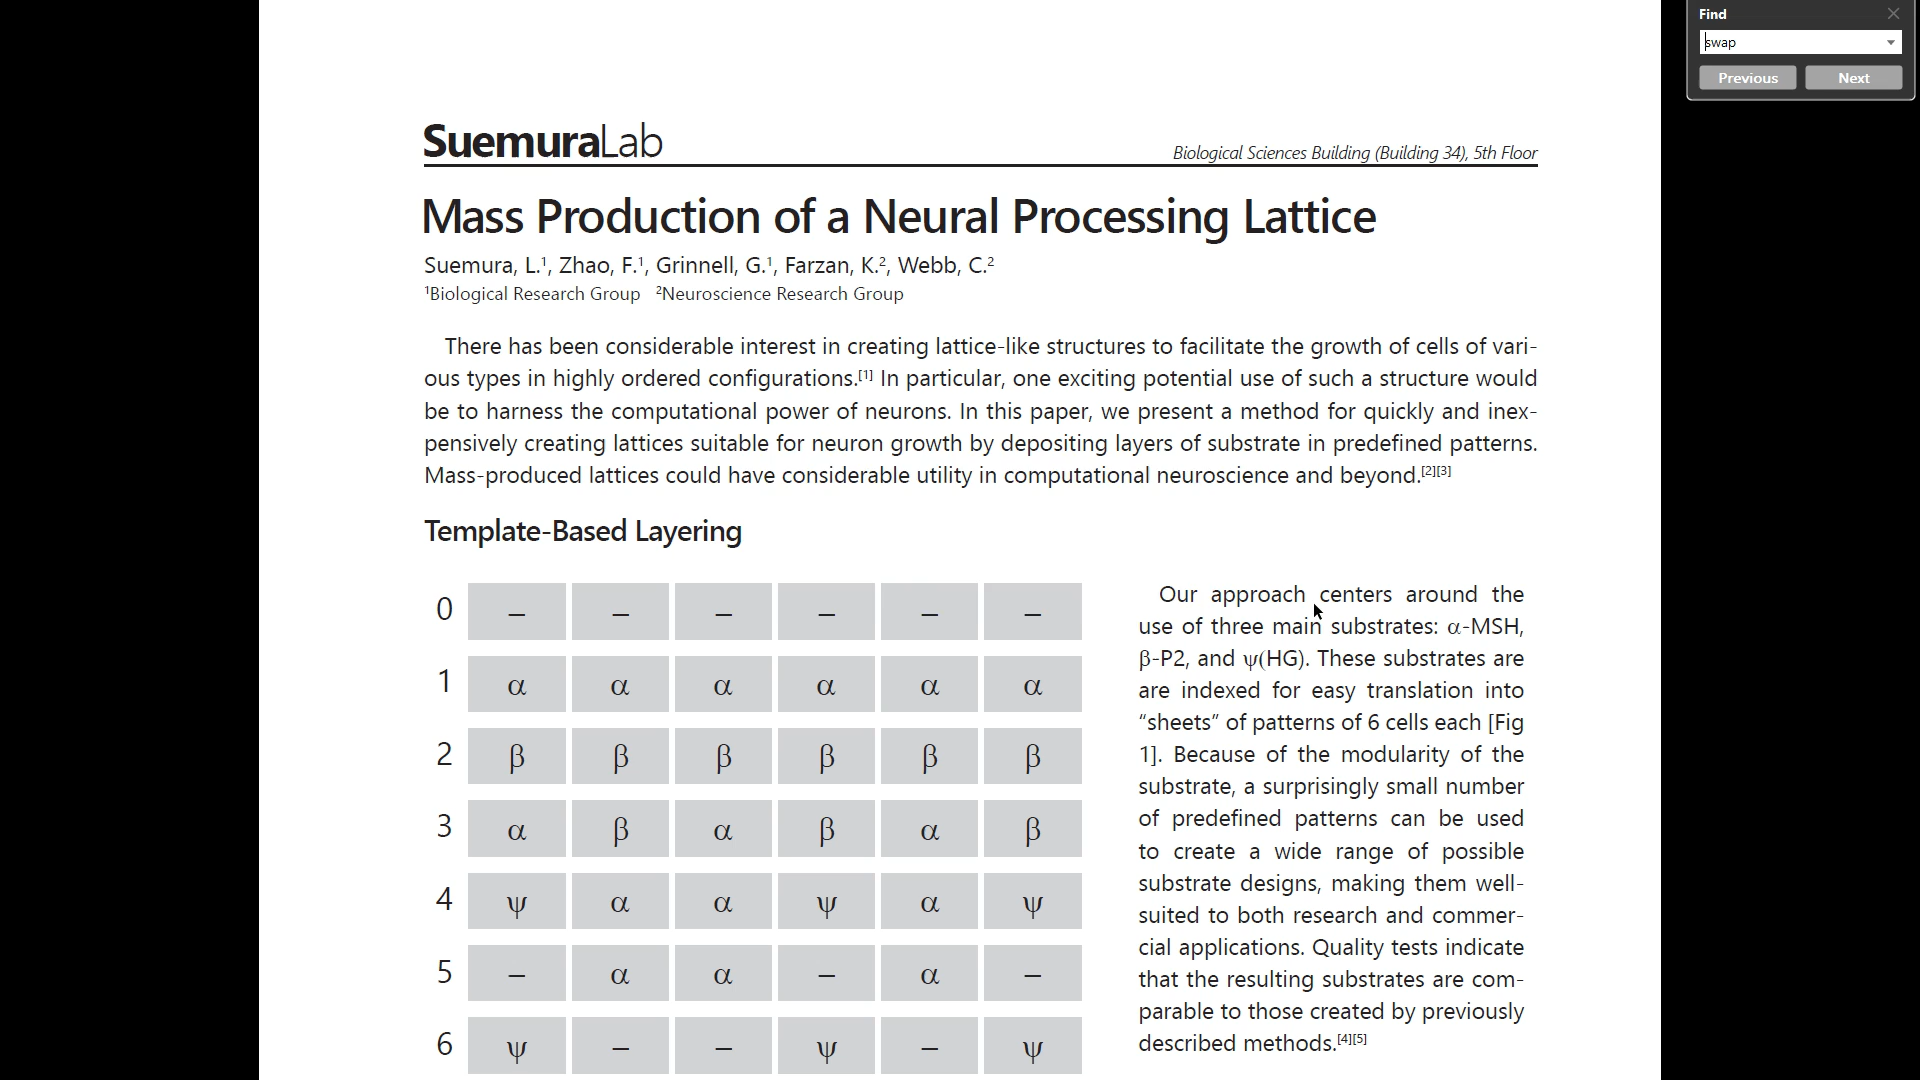 Find
swap
Previous Next
SuemuraLab
Biological Sciences Building (Building 34), 5th Floor
Mass Production of a Neural Processing Lattice
Suemura, L.¹, Zhao, F.¹, Grinnell, G.¹, Farzan, K.², Webb, C.²
¹Biological Research Group ²Neuroscience Research Group
There has been considerable interest in creating lattice-like structures to facilitate the growth of cells of vari-
ous types in highly ordered configurations.[1] In particular, one exciting potential use of such a structure would
be to harness the computational power of neurons. In this paper, we present a method for quickly and inex-
pensively creating lattices suitable for neuron growth by depositing layers of substrate in predefined patterns.
Mass-produced lattices could have considerable utility in computational neuroscience and beyond.[2][3]
Template-Based Layering
0 – – – – – –
1 α α α α α α
2 β β β β β β
3 α β α β α β
4 ψ α α ψ α ψ
5 – α α – α –
6 ψ – – ψ – ψ
Our approach centers around the
use of three main substrates: α-MSH,
β-P2, and ψ(HG). These substrates are
are indexed for easy translation into
“sheets” of patterns of 6 cells each [Fig
1]. Because of the modularity of the
substrate, a surprisingly small number
of predefined patterns can be used
to create a wide range of possible
substrate designs, making them well-
suited to both research and commer-
cial applications. Quality tests indicate
that the resulting substrates are com-
parable to those created by previously
described methods.[4][5]